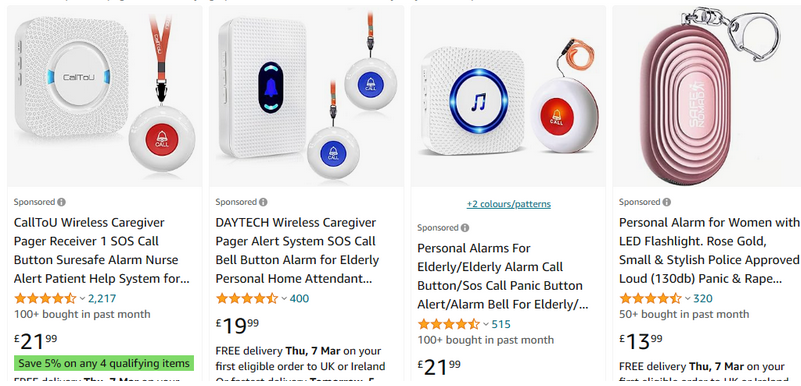 CallToU
CALL
CALL
CALL
CALL
Sponsored
CallToU Wireless Caregiver
Pager Receiver 1 SOS Call
Button Suresafe Alarm Nurse
Alert Patient Help System for...
2,217
100+ bought in past month
£21.99
Save 5% on any 4 qualifying items
FREE delivery Thu, 7 Mar on your
Sponsored
DAYTECH Wireless Caregiver
Pager Alert System SOS Call
Bell Button Alarm for Elderly
Personal Home Attendant...
400
£19.99
FREE delivery Thu, 7 Mar on your
first eligible order to UK or Ireland
Or fastest delivery Tomorrow, 5
+2 colours/patterns
Sponsored
Personal Alarms For
Elderly/Elderly Alarm Call
Button/Sos Call Panic Button
Alert/Alarm Bell For Elderly/...
515
100+ bought in past month
£21.99
Sponsored
Personal Alarm for Women with
LED Flashlight. Rose Gold,
Small & Stylish Police Approved
Loud (130db) Panic & Rape...
320
50+ bought in past month
£13.99
FREE delivery Thu, 7 Mar on your
first eligible order to UK or Ireland